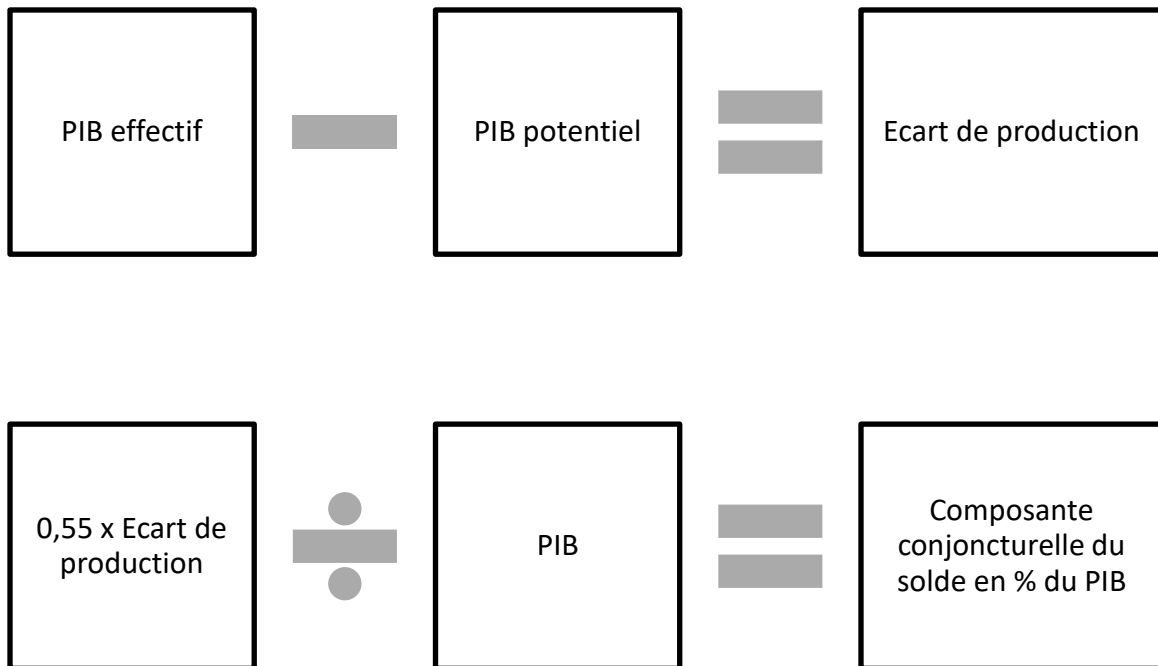 PIB effectif
PIB potentiel
Ecart de production
0,55 x Ecart de
production
PIB
Composante
conjoncturelle du
solde en % du PIB